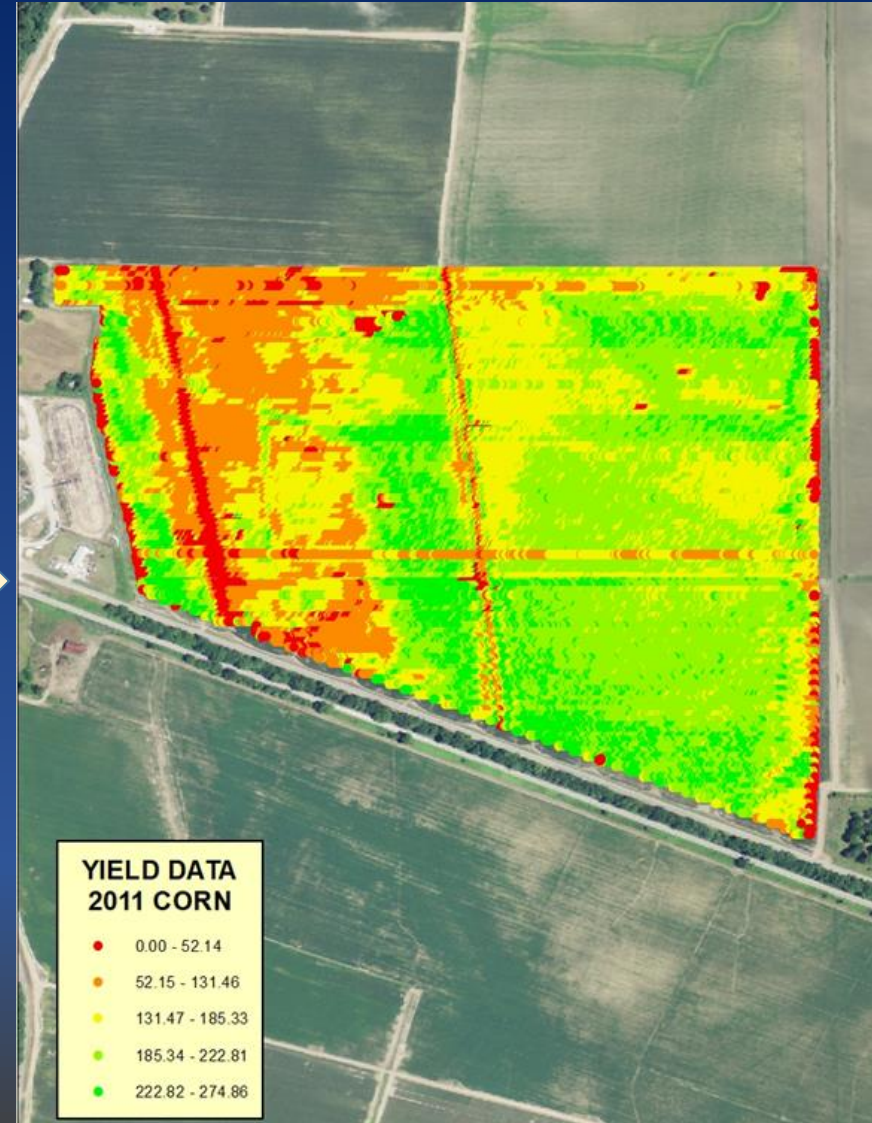 YIELD DATA
2011 CORN
0.00 - 52.14
52.15 - 131.46
131.47 - 185.33
185.34 - 222.81
222.82 - 274.86